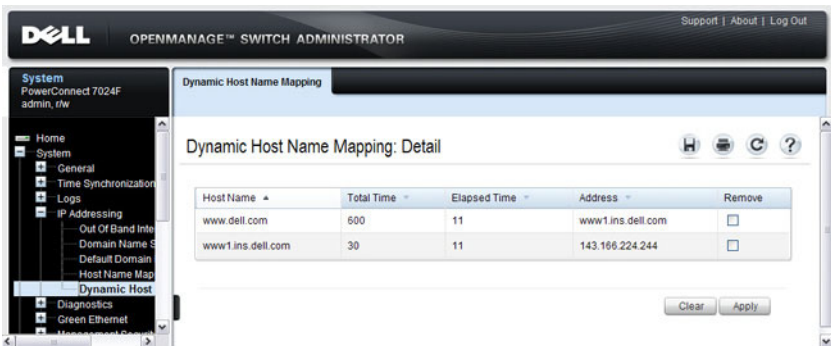 Support | About | Log Out
DELL OPENMANAGE™ SWITCH ADMINISTRATOR
System
PowerConnect 7024F
admin, r/w
Dynamic Host Name Mapping
Home
System
General
Time Synchronization
Logs
IP Addressing
Out Of Band Inte
Domain Name S
Default Domain
Host Name Map
Dynamic Host
Diagnostics
Green Ethernet
Dynamic Host Name Mapping: Detail
Host Name Total Time Elapsed Time Address Remove
www.dell.com 600 11 www1.ins.dell.com
www1.ins.dell.com 30 11 143.166.224.244
Clear Apply